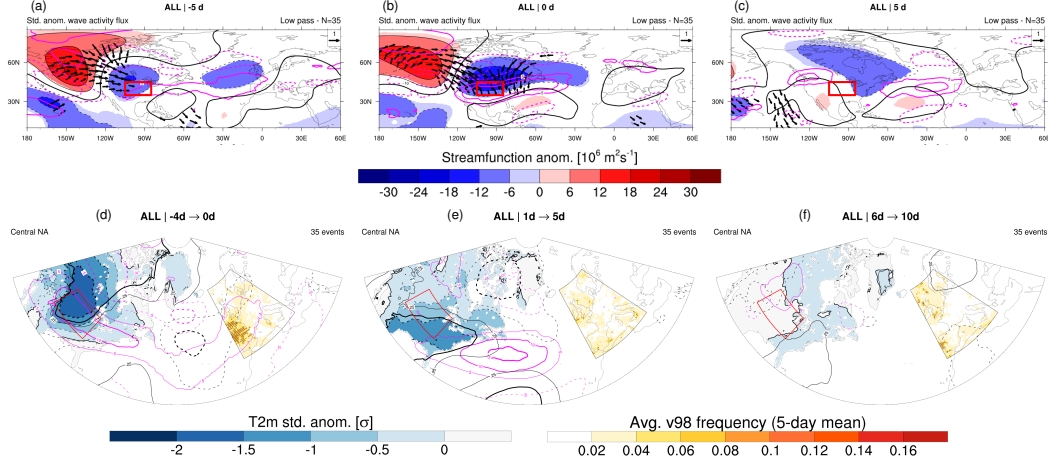 (a) ALL | -5 d
Std. anom. wave activity flux Low pass - N=35
1
60N
30N
180 150W 120W 90W 60W 30W 0 30E 60E
(b) ALL | 0 d
Std. anom. wave activity flux Low pass - N=35
1
60N
30N
180 150W 120W 90W 60W 30W 0 30E 60E
(c) ALL | 5 d
Std. anom. wave activity flux Low pass - N=35
1
60N
30N
180 150W 120W 90W 60W 30W 0 30E 60E
Streamfunction anom. [10⁶ m²s⁻¹]
-30 -24 -18 -12 -6 0 6 12 18 24 30
(d) ALL | -4d → 0d
Central NA 35 events
(e) ALL | 1d → 5d
Central NA 35 events
(f) ALL | 6d → 10d
Central NA 35 events
T2m std. anom. [σ]
-2 -1.5 -1 -0.5 0
Avg. v98 frequency (5-day mean)
0.02 0.04 0.06 0.08 0.1 0.12 0.14 0.16